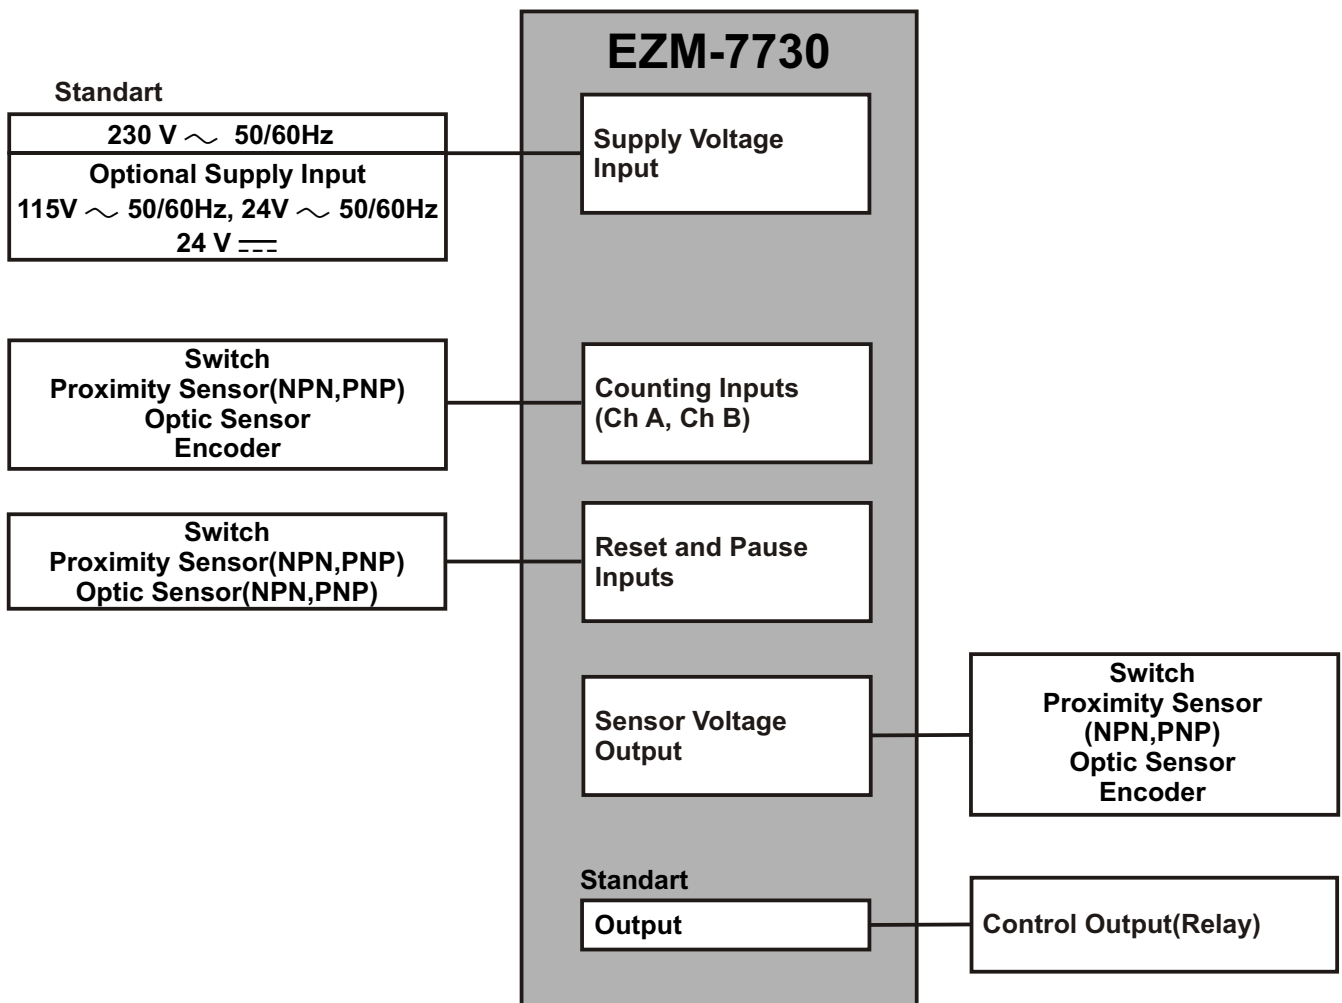 EZM-7730
Standart
230 V ~ 50/60Hz
Optional Supply Input
115V ~ 50/60Hz, 24V ~ 50/60Hz
24 V ⎓
Supply Voltage
Input
Switch
Proximity Sensor(NPN,PNP)
Optic Sensor
Encoder
Counting Inputs
(Ch A, Ch B)
Switch
Proximity Sensor(NPN,PNP)
Optic Sensor(NPN,PNP)
Reset and Pause
Inputs
Sensor Voltage
Output
Switch
Proximity Sensor
(NPN,PNP)
Optic Sensor
Encoder
Standart
Output
Control Output(Relay)